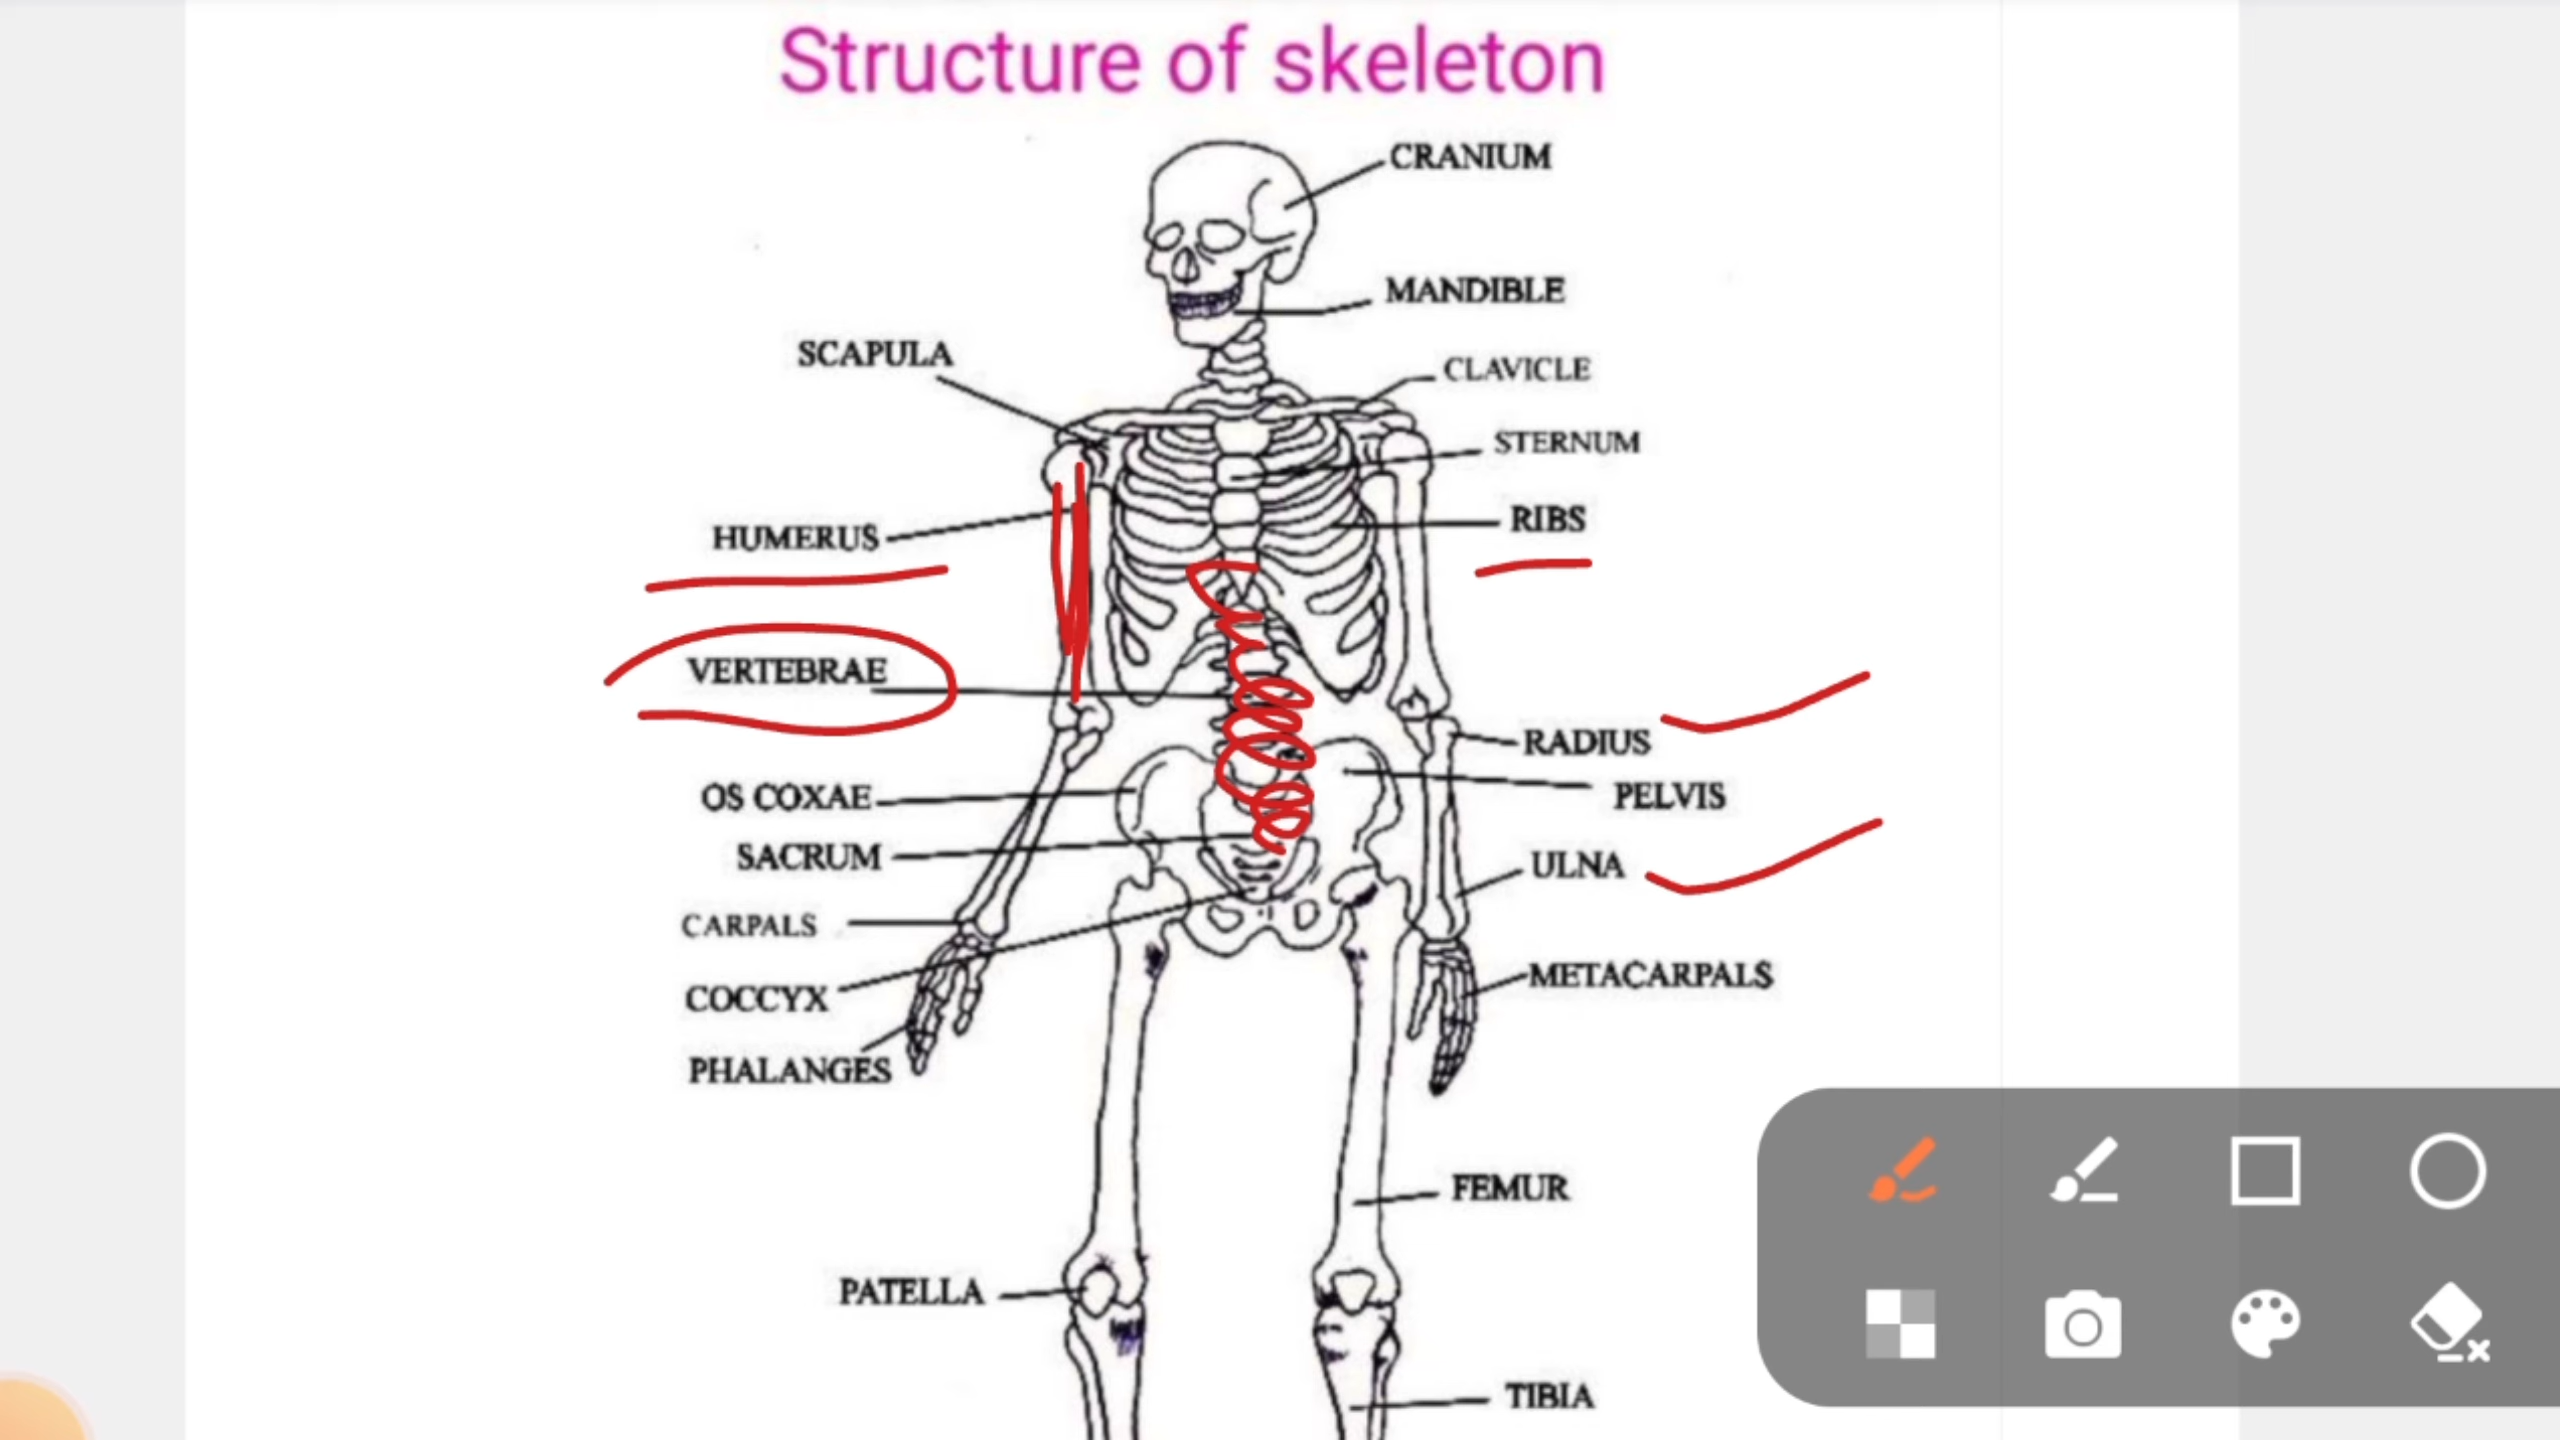 Structure of skeleton
CRANIUM
MANDIBLE
SCAPULA
CLAVICLE
STERNUM
RIBS
HUMERUS
VERTEBRAE
RADIUS
OS COXAE
PELVIS
SACRUM
ULNA
CARPALS
METACARPALS
COCCYX
PHALANGES
FEMUR
PATELLA
TIBIA